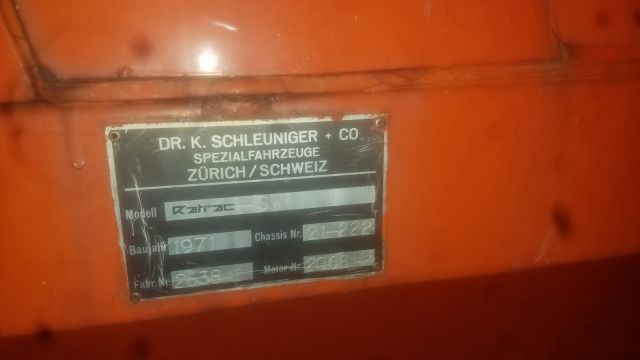 DR. K. SCHLEUNIGER + CO.
SPEZIALFAHRZEUGE
ZÜRICH/SCHWEIZ
Modell Ratrac - SW
Baujahr 1971 Chassis Nr. 21-222
Fabr. Nr. 2638 Motor-Nr.